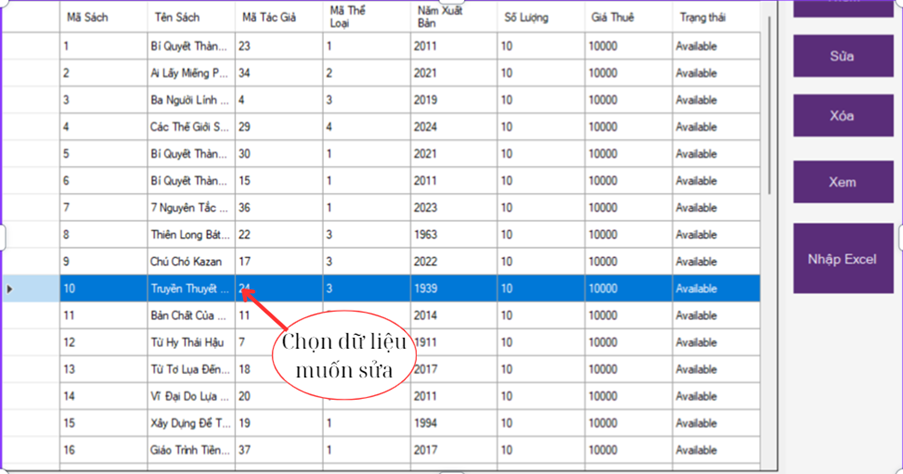 Mã Sách Tên Sách Mã Tác Giả Mã Thể Loại Năm Xuất Bản Số Lượng Giá Thuê Trạng thái
1 Bí Quyết Thàn... 23 1 2011 10 10000 Available
2 Ai Lấy Miếng P... 34 2 2021 10 10000 Available
3 Ba Người Lính ... 4 3 2019 10 10000 Available
4 Các Thế Giới S... 29 4 2024 10 10000 Available
5 Bí Quyết Thàn... 30 1 2021 10 10000 Available
6 Bí Quyết Thàn... 15 1 2011 10 10000 Available
7 7 Nguyên Tắc ... 36 1 2023 10 10000 Available
8 Thiên Long Bát... 22 3 1963 10 10000 Available
9 Chú Chó Kazan 17 3 2022 10 10000 Available
10 Truyền Thuyết ... 24 3 1939 10 10000 Available
11 Bản Chất Của ... 11 2014 10 10000 Available
12 Từ Hy Thái Hậu 7 1911 10 10000 Available
13 Từ Tơ Lụa Đến... 18 2017 10 10000 Available
14 Vĩ Đại Do Lựa ... 20 2011 10 10000 Available
15 Xây Dựng Để T... 19 1 1994 10 10000 Available
16 Giáo Trình Tiền... 37 1 2017 10 10000 Available
Chọn dữ liệu
muốn sửa
Sửa
Xóa
Xem
Nhập Excel